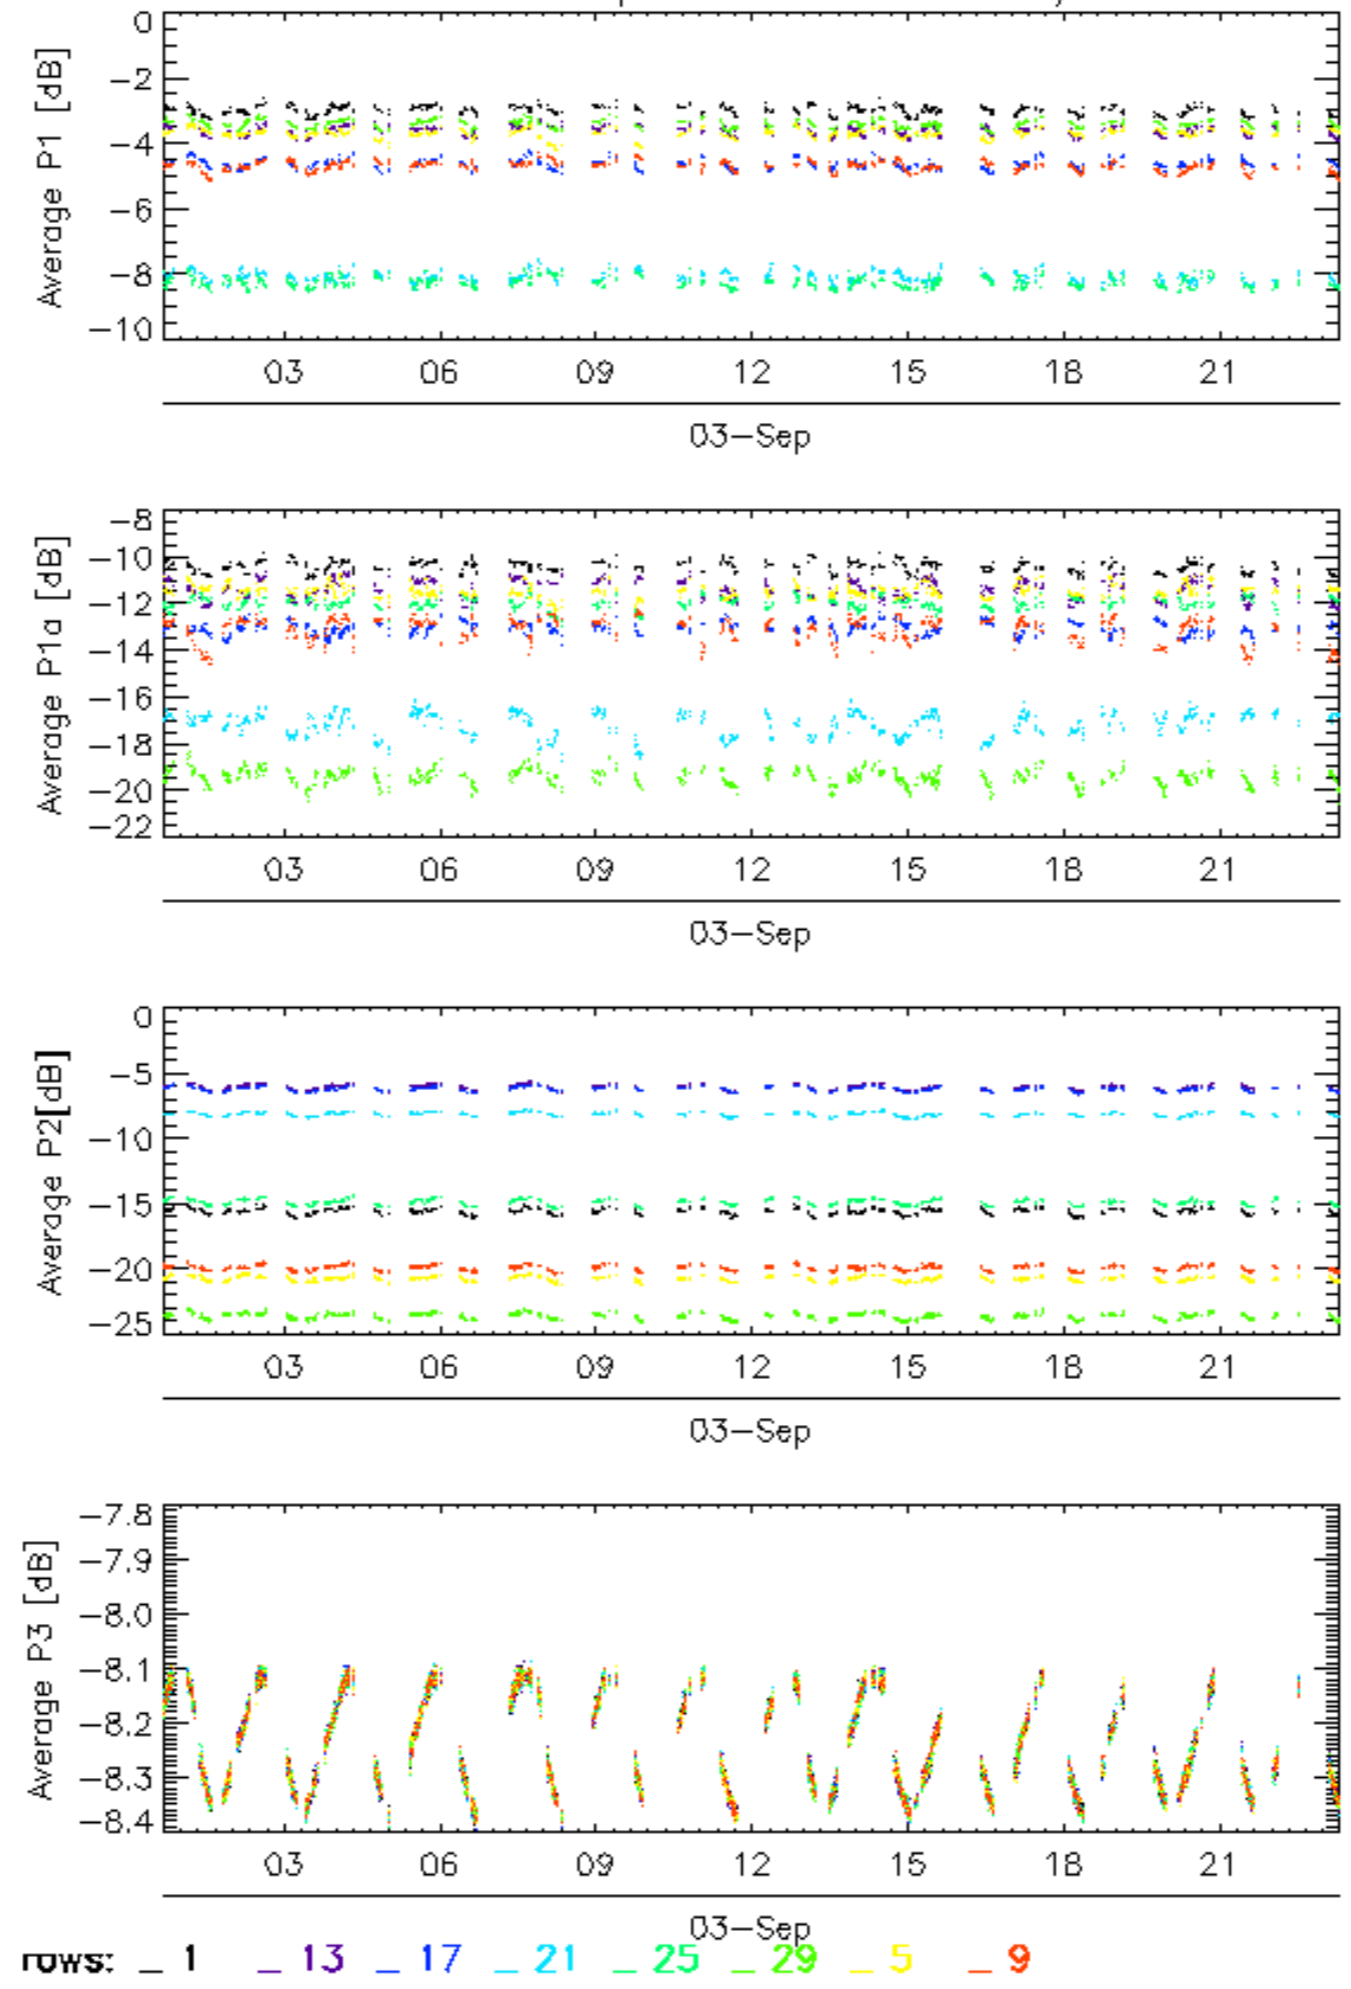 0
−2
−4
−6
−8
−10
Average P1 [dB]
03 06 09 12 15 18 21
03−Sep
−8
−10
−12
−14
−16
−18
−20
−22
Average P1a [dB]
03 06 09 12 15 18 21
03−Sep
0
−5
−10
−15
−20
−25
Average P2[dB]
03 06 09 12 15 18 21
03−Sep
−7.8
−7.9
−8.0
−8.1
−8.2
−8.3
−8.4
Average P3 [dB]
03 06 09 12 15 18 21
03−Sep
rows: _ 1 _ 13 _ 17 _ 21 _ 25 _ 29 _ 5 _ 9